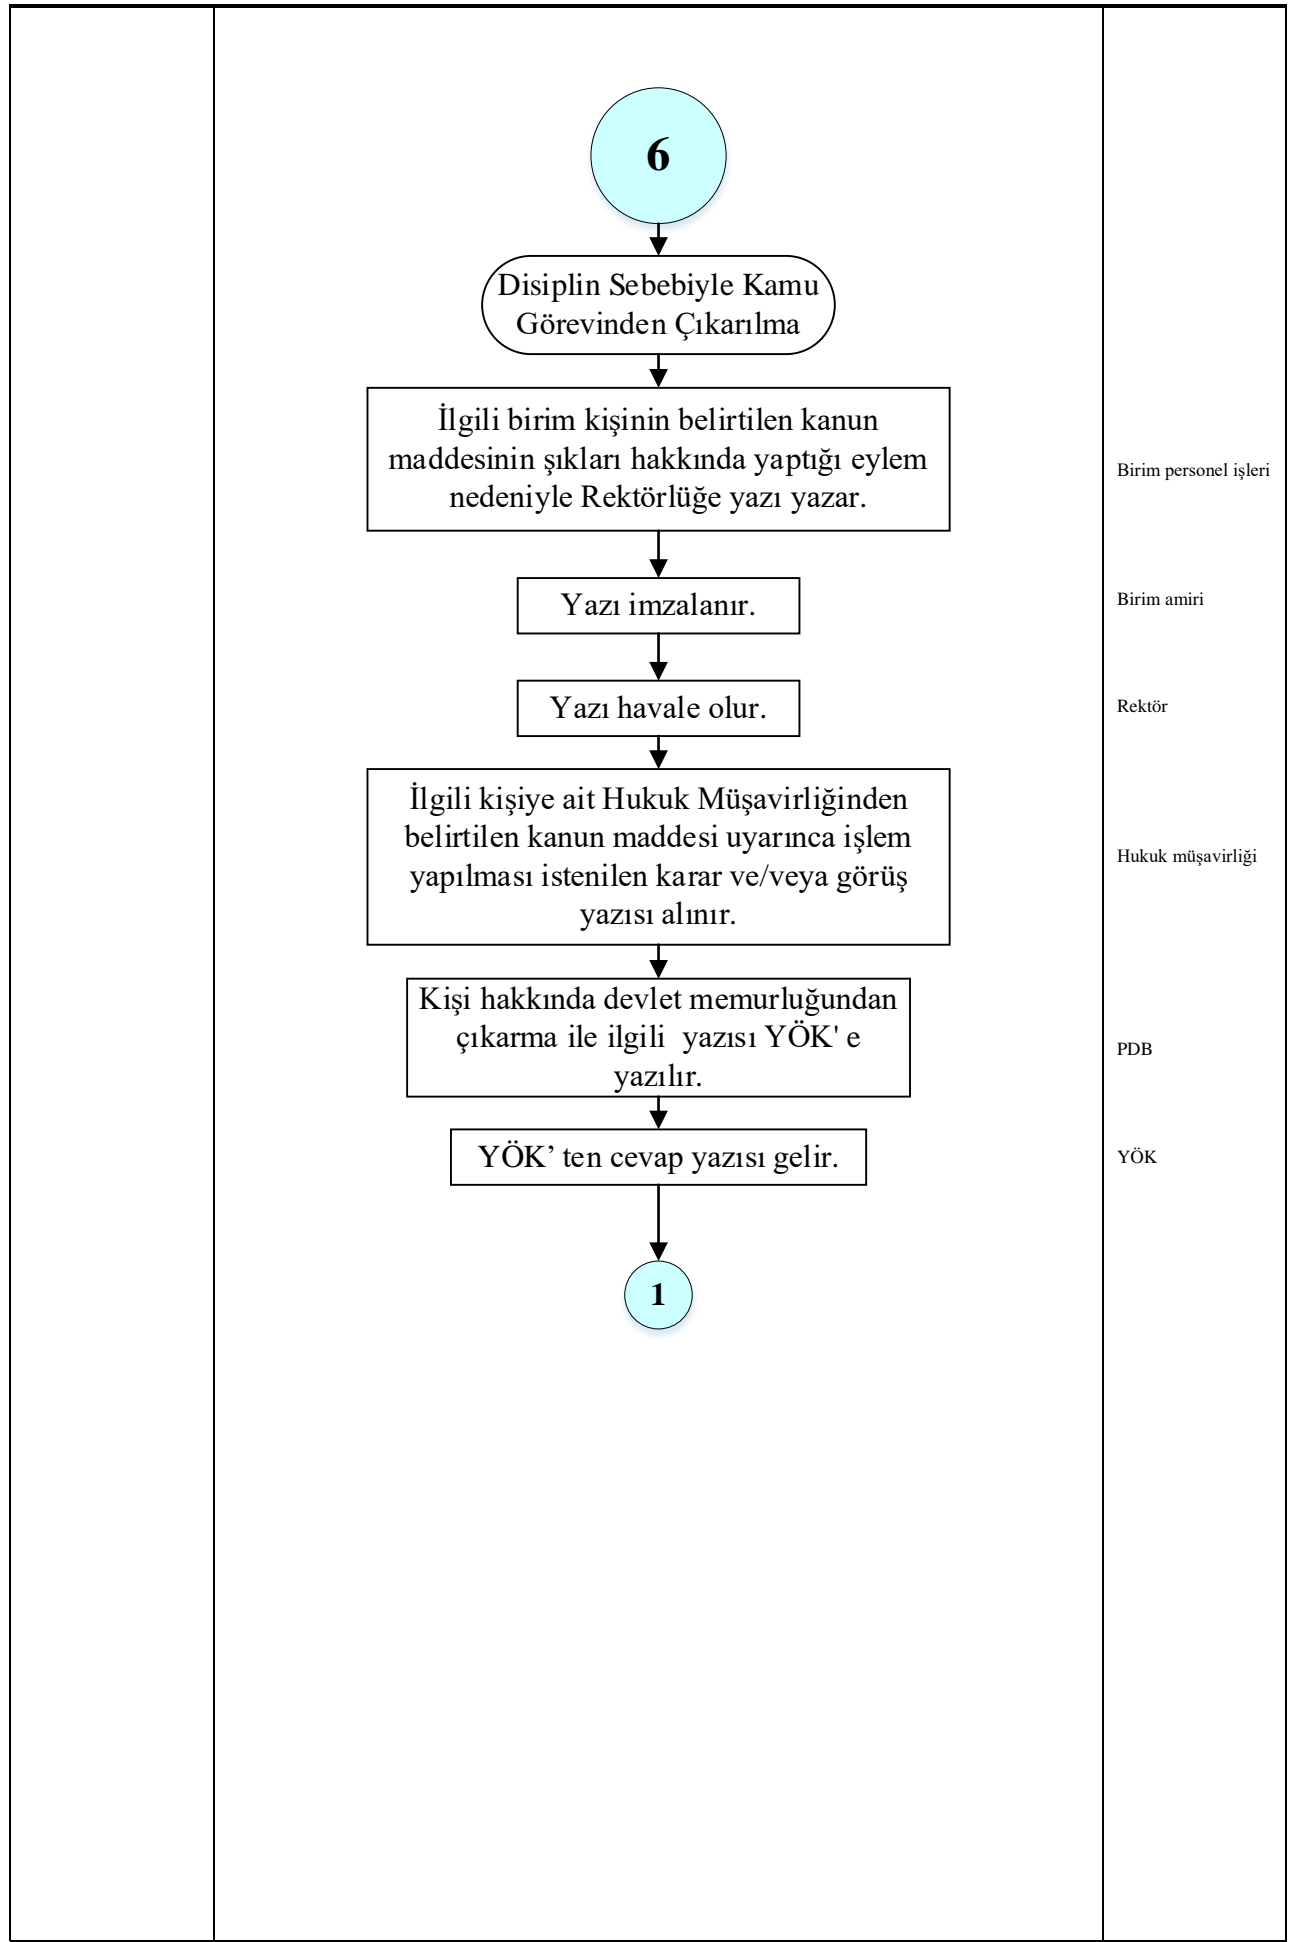 6
Disiplin Sebebiyle Kamu
Görevinden Çıkarılma
İlgili birim kişinin belirtilen kanun
maddesinin şıkları hakkında yaptığı eylem
nedeniyle Rektörlüğe yazı yazar.
Birim personel işleri
Yazı imzalanır.
Birim amiri
Yazı havale olur.
Rektör
İlgili kişiye ait Hukuk Müşavirliğinden
belirtilen kanun maddesi uyarınca işlem
yapılması istenilen karar ve/veya görüş
yazısı alınır.
Hukuk müşavirliği
Kişi hakkında devlet memurluğundan
çıkarma ile ilgili  yazısı YÖK' e
yazılır.
PDB
YÖK’ ten cevap yazısı gelir.
YÖK
1